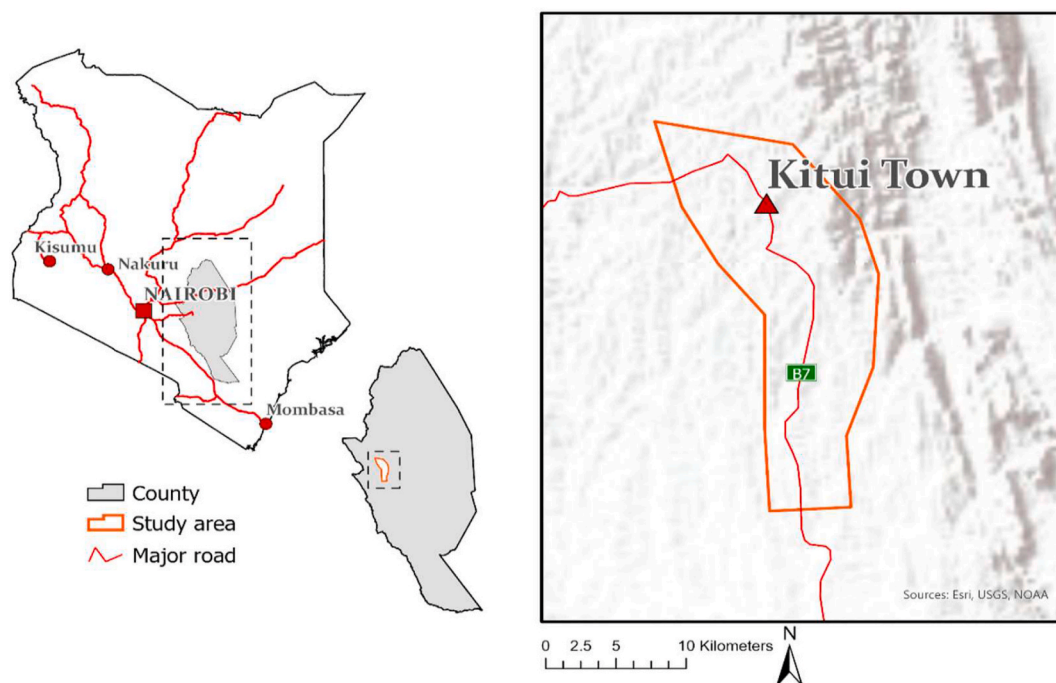 Kisumu
Nakuru
NAIROBI
Mombasa
County
Study area
Major road
Kitui Town
B7
Sources: Esri, USGS, NOAA
0 2.5 5 10 Kilometers
N